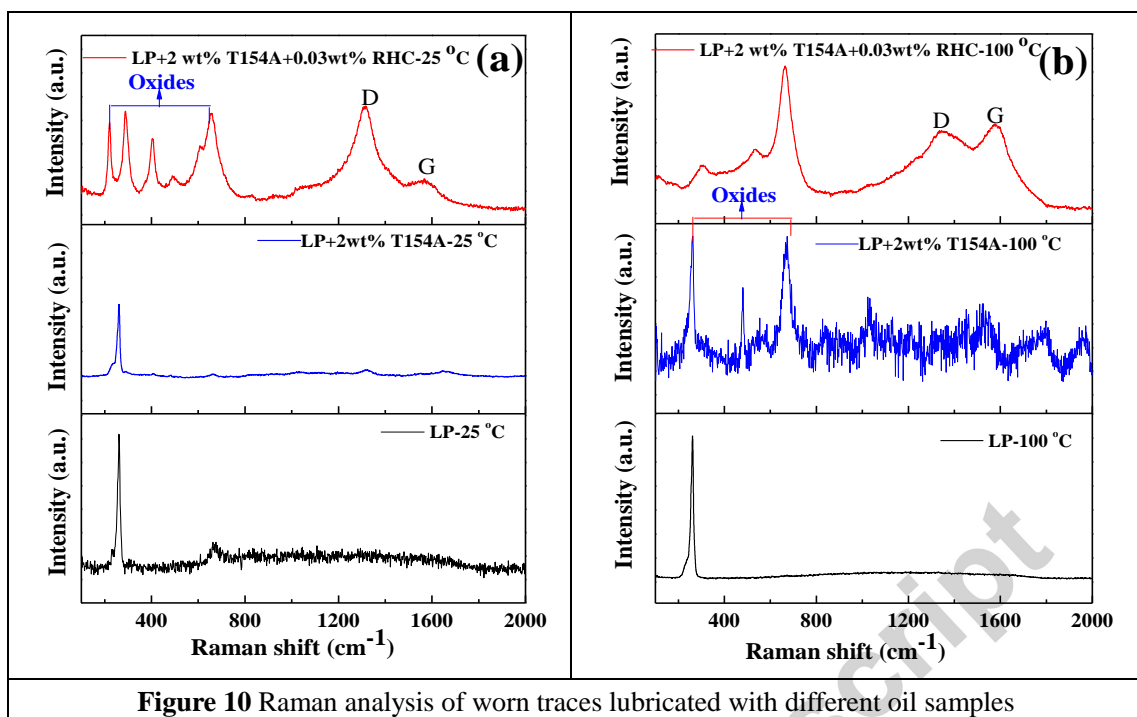 LP+2 wt% T154A+0.03wt% RHC-25 °C
(a)
Oxides
D
G
Intensity (a.u.)
LP+2wt% T154A-25 °C
Intensity (a.u.)
LP-25 °C
Intensity (a.u.)
400 800 1200 1600 2000
Raman shift (cm⁻¹)
LP+2 wt% T154A+0.03wt% RHC-100 °C
(b)
D
G
Intensity (a.u.)
Oxides
LP+2wt% T154A-100 °C
Intensity (a.u.)
LP-100 °C
Intensity (a.u.)
400 800 1200 1600 2000
Raman shift (cm⁻¹)
Figure 10 Raman analysis of worn traces lubricated with different oil samples
script